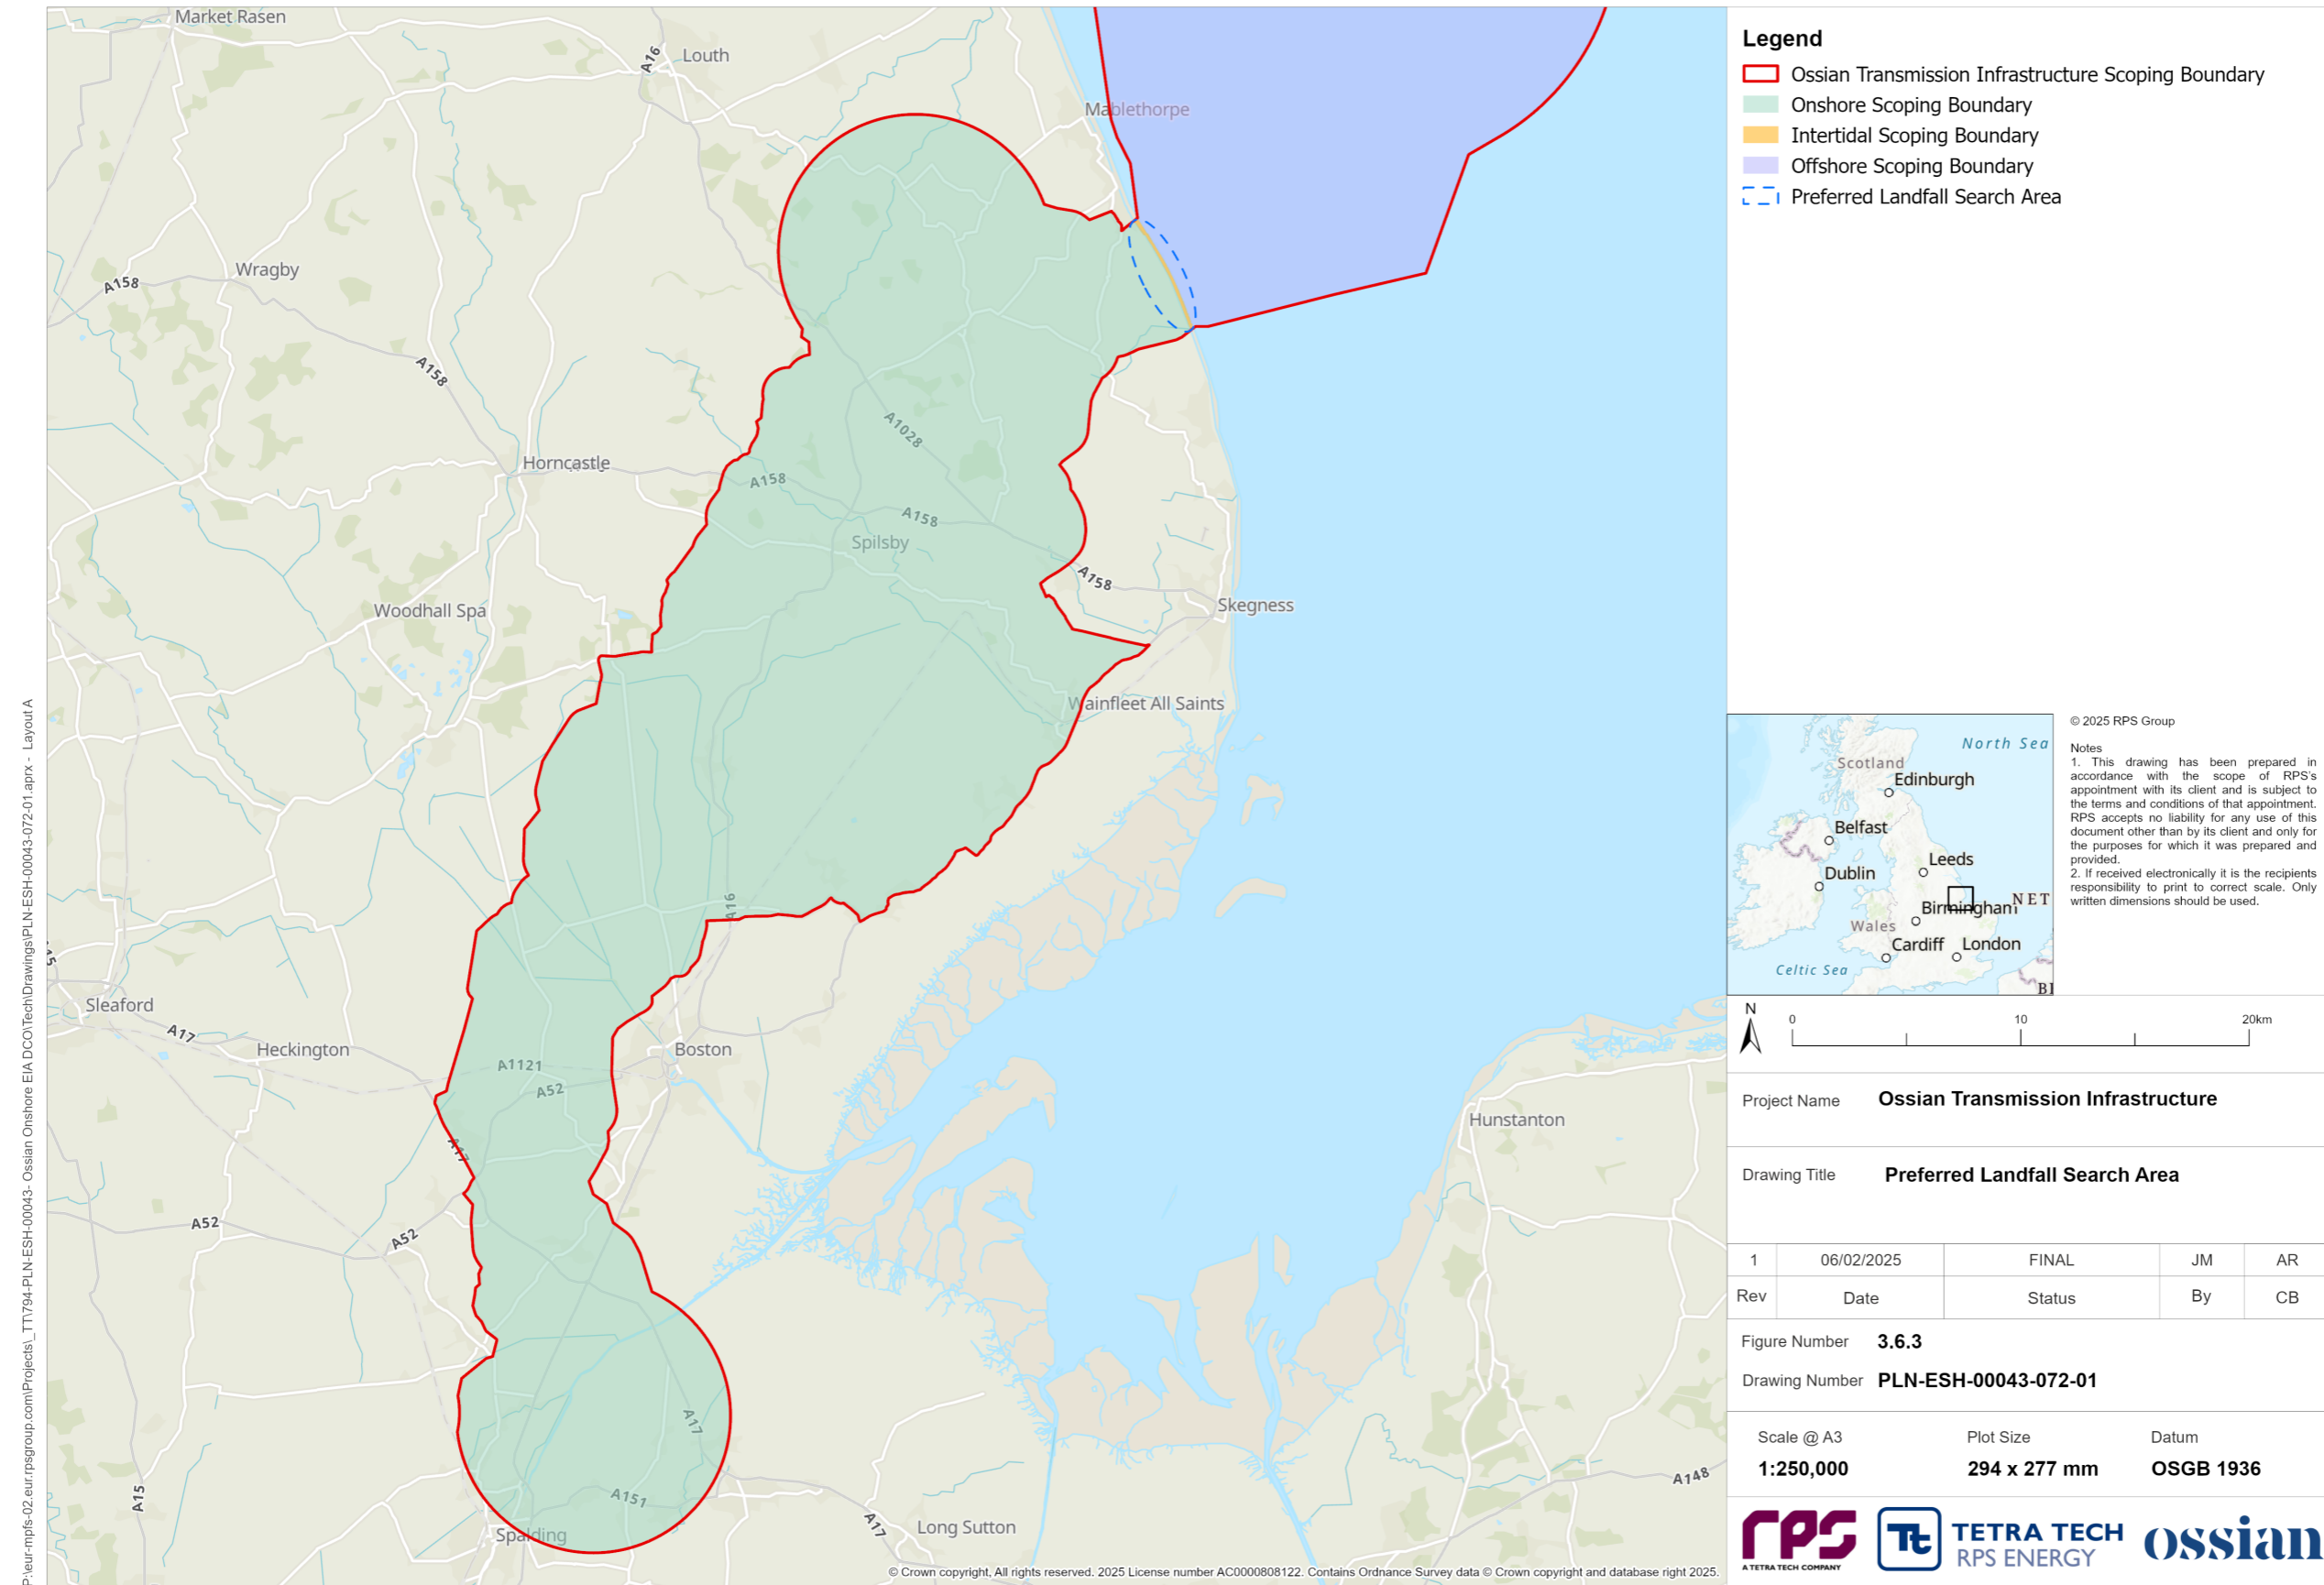 Market Rasen
Louth
A16
Mablethorpe
Wragby
A158
A158
A1028
Horncastle
A158
A158
Spilsby
A158
Skegness
Woodhall Spa
Wainfleet All Saints
A16
Sleaford
A17
Heckington
A1121
A52
Boston
A17
Hunstanton
A52
A52
A17
A15
A151
Spalding
A17
Long Sutton
A148
© Crown copyright, All rights reserved. 2025 License number AC0000808122. Contains Ordnance Survey data © Crown copyright and database right 2025.
P:\eur-mpfs-02.eur.rpsgroup.com\Projects\_TT\794-PLN-ESH-00043- Ossian Onshore EIA DCO\Tech\Drawings\PLN-ESH-00043-072-01.aprx - Layout A
Legend
Ossian Transmission Infrastructure Scoping Boundary
Onshore Scoping Boundary
Intertidal Scoping Boundary
Offshore Scoping Boundary
Preferred Landfall Search Area
North Sea
Scotland
Edinburgh
Belfast
Leeds
Dublin
NET
Birmingham
Wales
Cardiff
London
Celtic Sea
BI
© 2025 RPS Group
Notes
1. This drawing has been prepared in
accordance with the scope of RPS's
appointment with its client and is subject to
the terms and conditions of that appointment.
RPS accepts no liability for any use of this
document other than by its client and only for
the purposes for which it was prepared and
provided.
2. If received electronically it is the recipients
responsibility to print to correct scale. Only
written dimensions should be used.
N
0 10 20km
Project Name Ossian Transmission Infrastructure
Drawing Title Preferred Landfall Search Area
1 06/02/2025 FINAL JM AR
Rev Date Status By CB
Figure Number 3.6.3
Drawing Number PLN-ESH-00043-072-01
Scale @ A3 Plot Size Datum
1:250,000 294 x 277 mm OSGB 1936
rps
A TETRA TECH COMPANY
Tt
TETRA TECH
RPS ENERGY
ossian